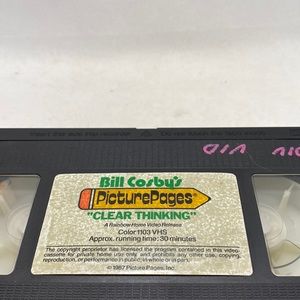 VID
Bill Cosby's
PicturePages
"CLEAR THINKING"
A Rainbow Home Video Release
Color 1103 VHS
Approx. running time: 30 minutes
The copyright proprietor has licensed the program contained in this video-
cassette for private home use only and prohibits any other use, copying,
reproduction, or performance in public, in whole or in part.
© 1987 PicturePages, Inc.